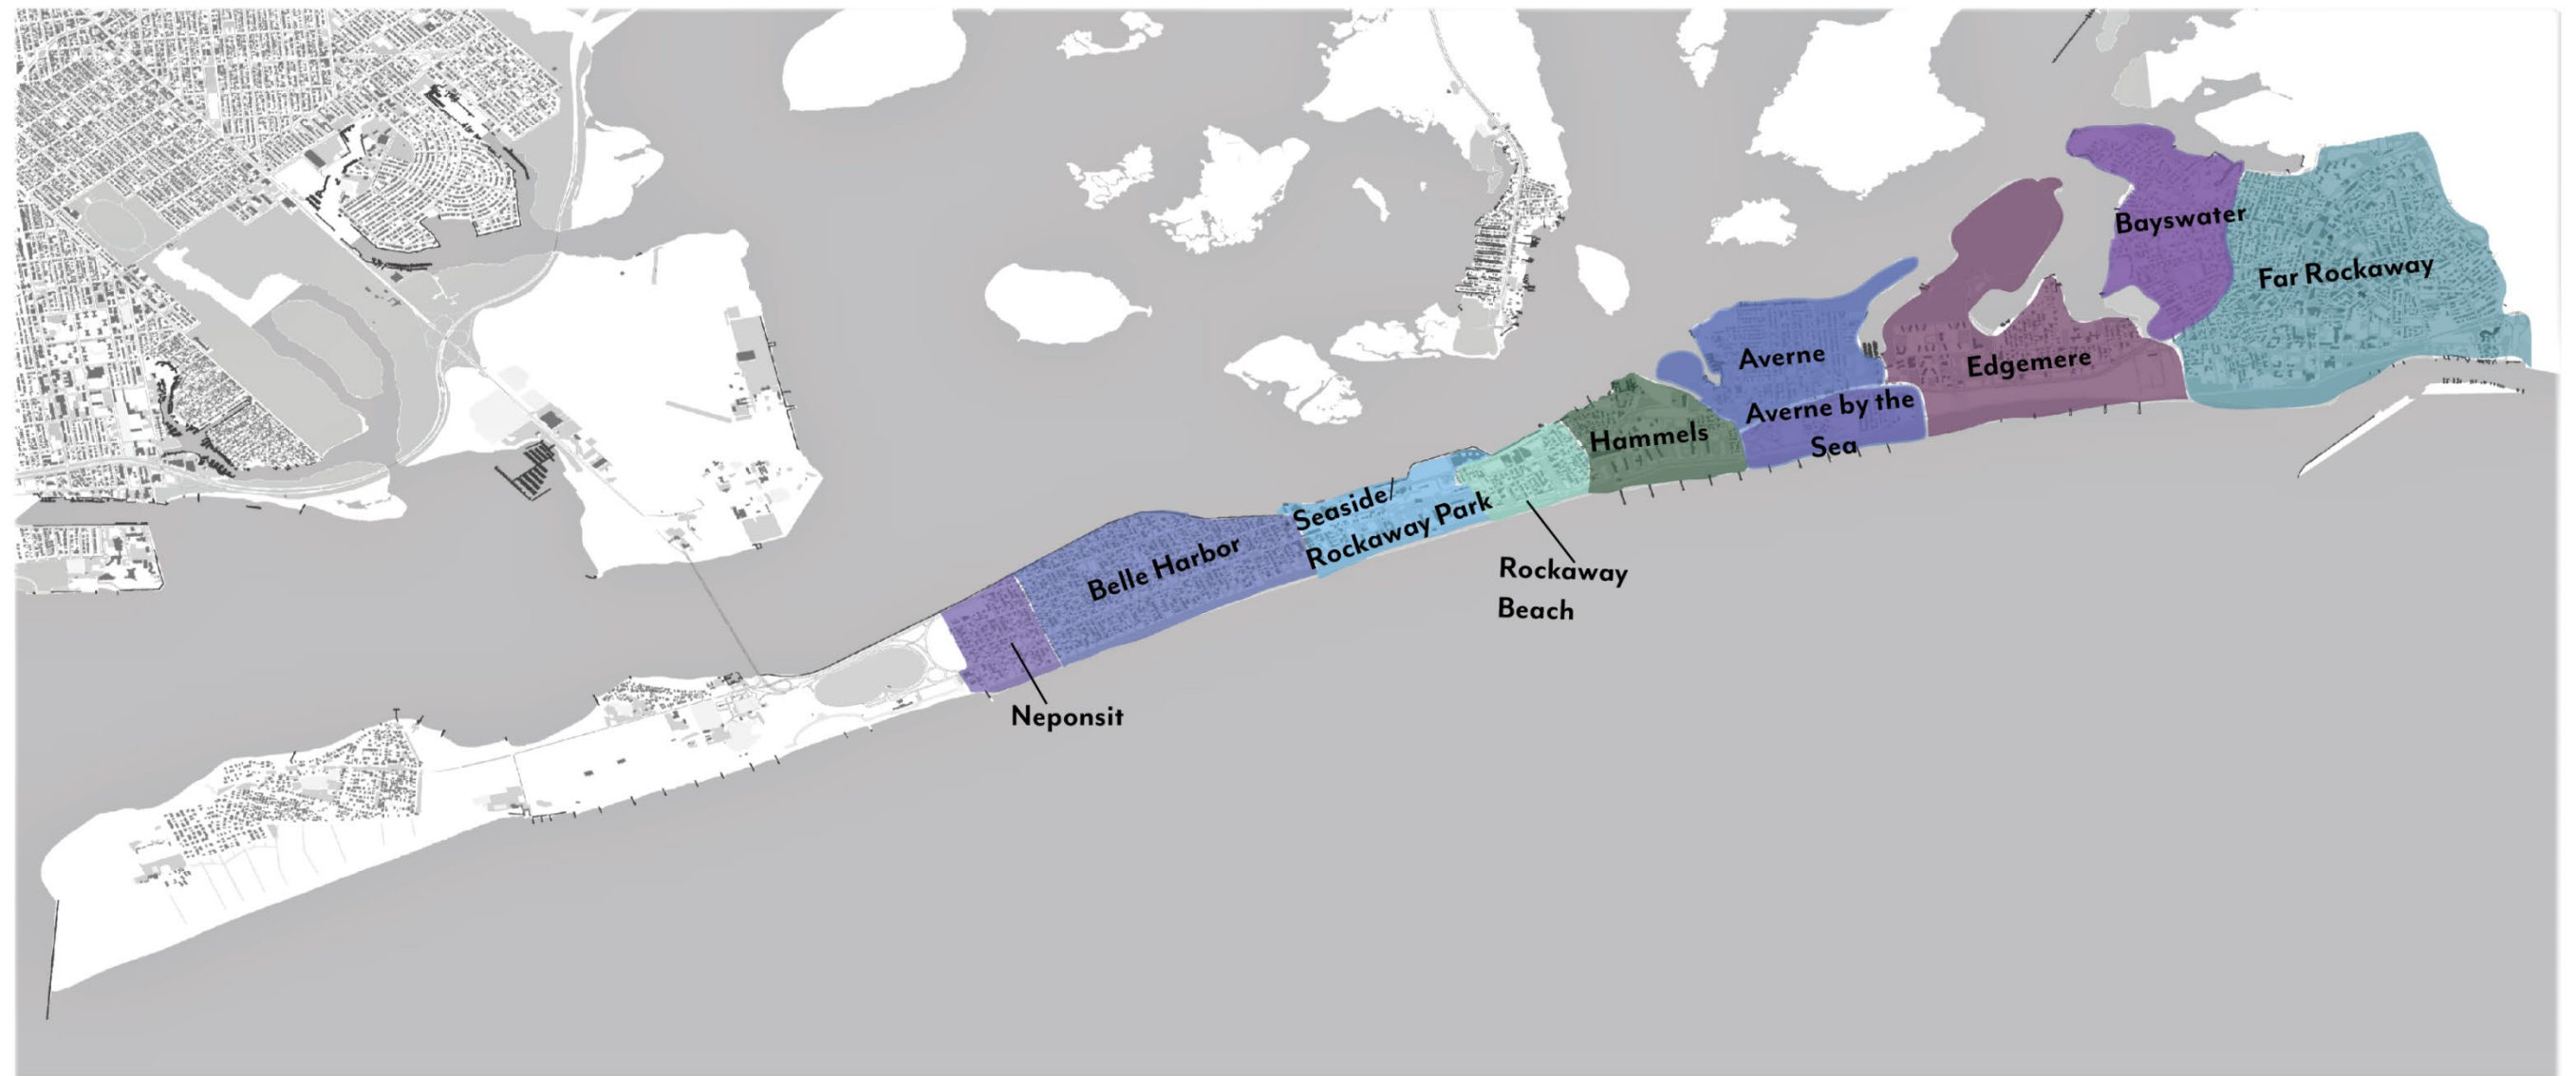 Bayswater
Far Rockaway
Averne
Edgemere
Averne by the
Sea
Hammels
Seaside/
Rockaway Park
Belle Harbor
Rockaway
Beach
Neponsit